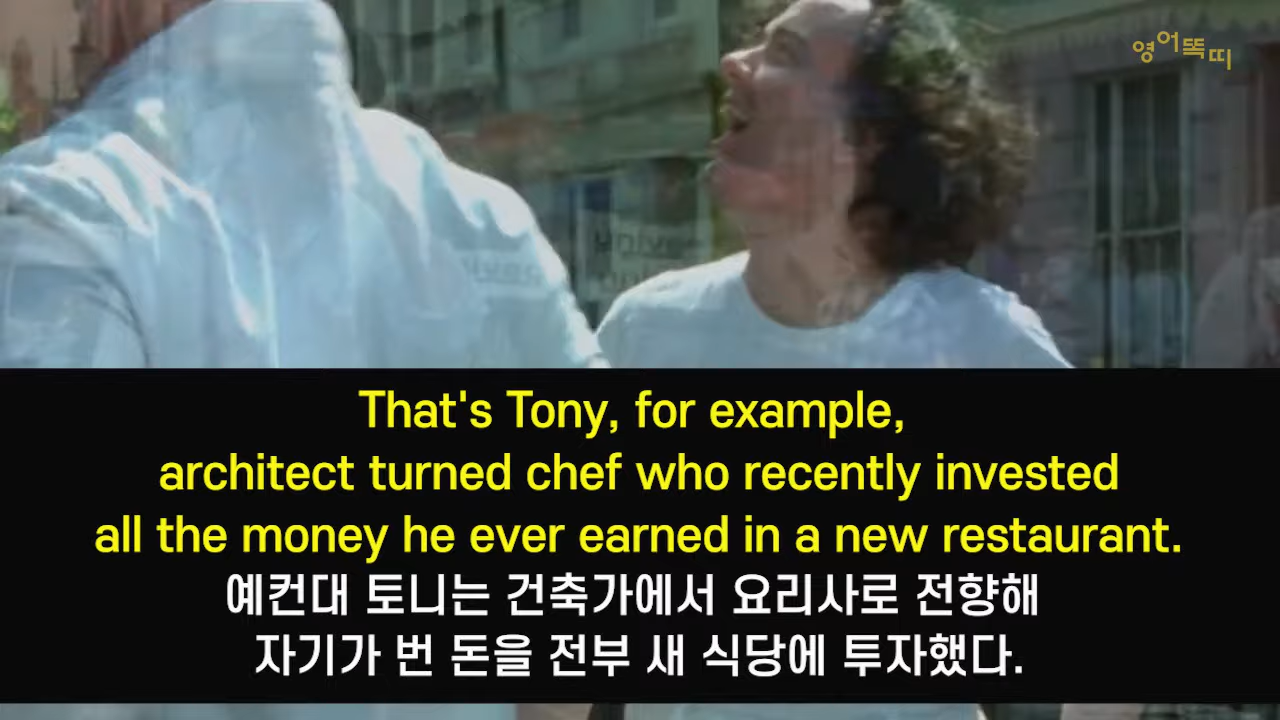 영어똑띠
That's Tony, for example,
architect turned chef who recently invested
all the money he ever earned in a new restaurant.
예컨대 토니는 건축가에서 요리사로 전향해
자기가 번 돈을 전부 새 식당에 투자했다.